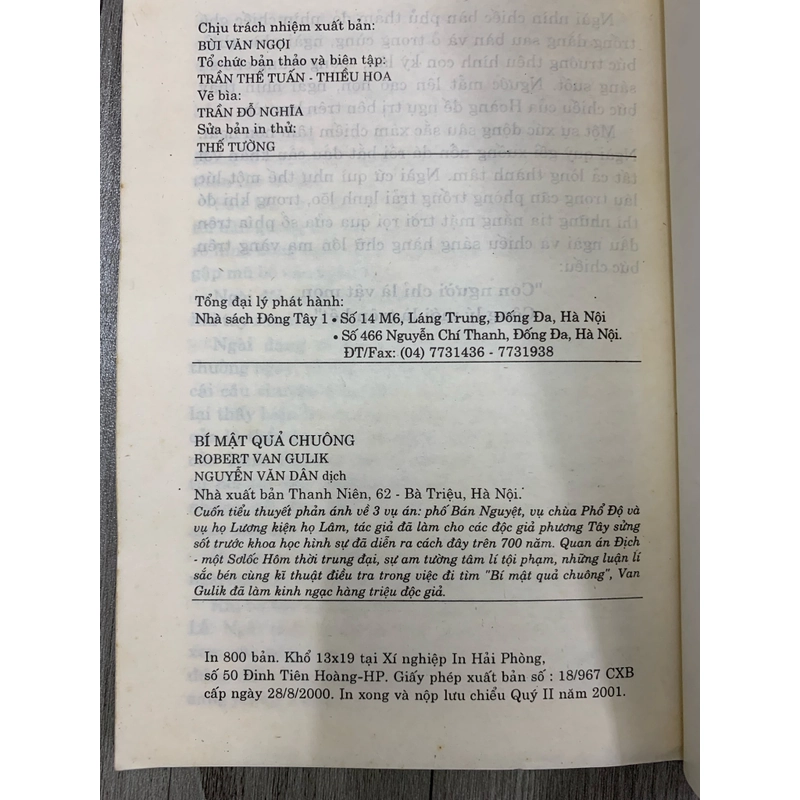 Chịu trách nhiệm xuất bản:
BÙI VĂN NGỢI
Tổ chức bản thảo và biên tập:
TRẦN THẾ TUẤN - THIỀU HOA
Vẽ bìa:
TRẦN ĐỖ NGHĨA
Sửa bản in thử:
THẾ TƯỜNG
Tổng đại lý phát hành:
Nhà sách Đông Tây 1 • Số 14 M6, Láng Trung, Đống Đa, Hà Nội
• Số 466 Nguyễn Chí Thanh, Đống Đa, Hà Nội.
ĐT/Fax: (04) 7731436 - 7731938
BÍ MẬT QUẢ CHUÔNG
ROBERT VAN GULIK
NGUYỄN VĂN DÂN dịch
Nhà xuất bản Thanh Niên, 62 - Bà Triệu, Hà Nội.
Cuốn tiểu thuyết phản ánh về 3 vụ án: phố Bán Nguyệt, vụ chùa Phổ Độ và
vụ họ Lương kiện họ Lâm, tác giả đã làm cho các độc giả phương Tây sửng
sốt trước khoa học hình sự đã diễn ra cách đây trên 700 năm. Quan án Địch
- một Sơlốc Hôm thời trung đại, sự am tường tâm lí tội phạm, những luận lí
sắc bén cùng kĩ thuật điều tra trong việc đi tìm "Bí mật quả chuông", Van
Gulik đã làm kinh ngạc hàng triệu độc giả.
In 800 bản. Khổ 13x19 tại Xí nghiệp In Hải Phòng,
số 50 Đinh Tiên Hoàng-HP. Giấy phép xuất bản số : 18/967 CXB
cấp ngày 28/8/2000. In xong và nộp lưu chiểu Quý II năm 2001.